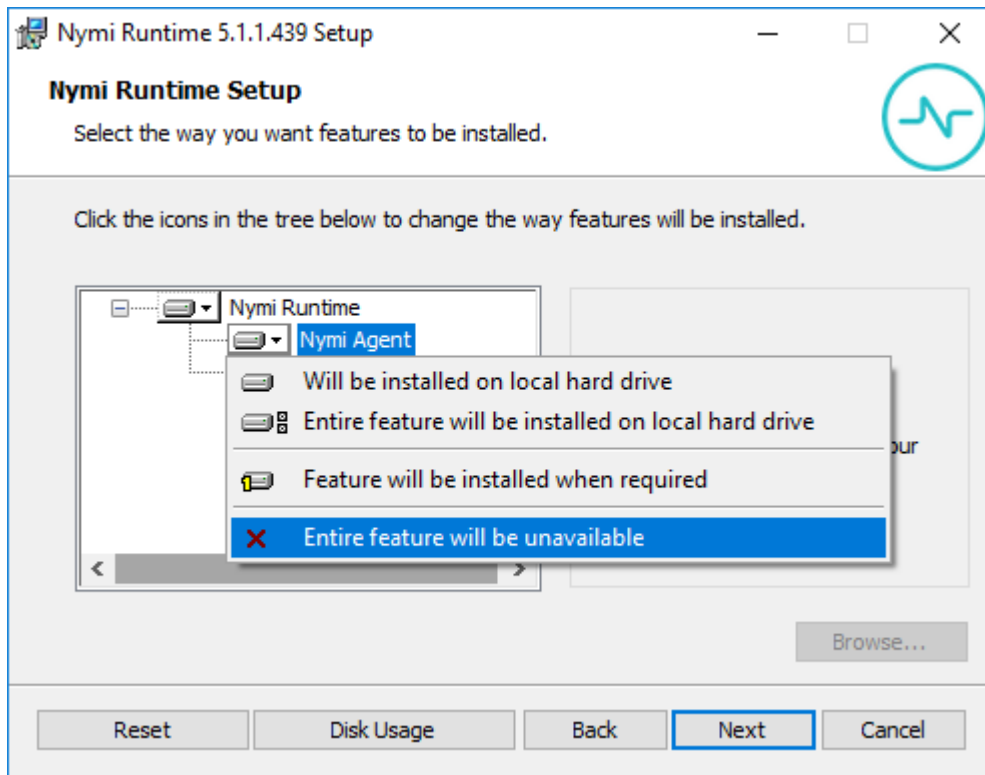 Nymi Runtime 5.1.1.439 Setup
Nymi Runtime Setup
Select the way you want features to be installed.
Click the icons in the tree below to change the way features will be installed.
Nymi Runtime
Nymi Agent
Will be installed on local hard drive
Entire feature will be installed on local hard drive
Feature will be installed when required
Entire feature will be unavailable
Browse...
Reset Disk Usage Back Next Cancel